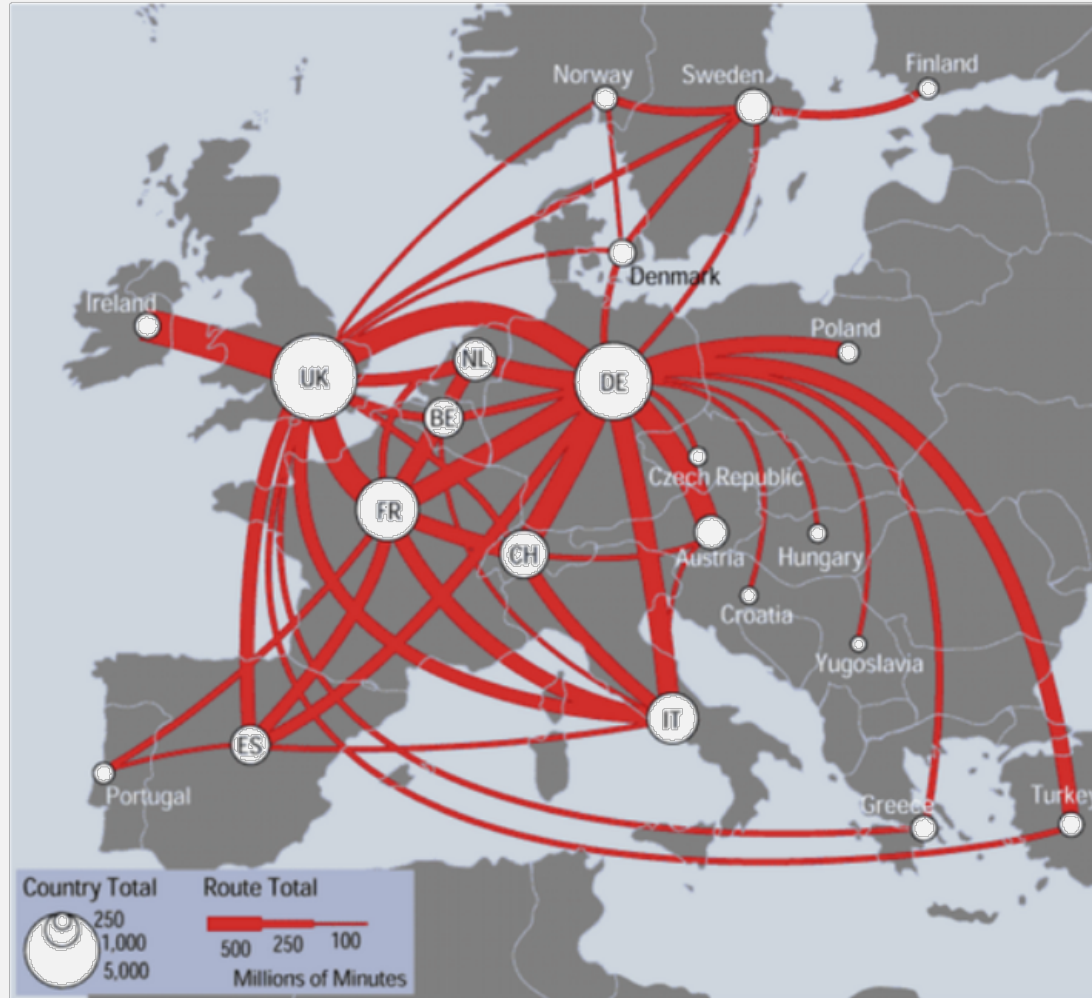 Norway
Sweden
Finland
Denmark
Ireland
UK
NL
BE
DE
Poland
Czech Republic
FR
CH
Austria
Hungary
Croatia
Yugoslavia
IT
ES
Portugal
Greece
Turkey
Country Total
250
1,000
5,000
Route Total
500 250 100
Millions of Minutes